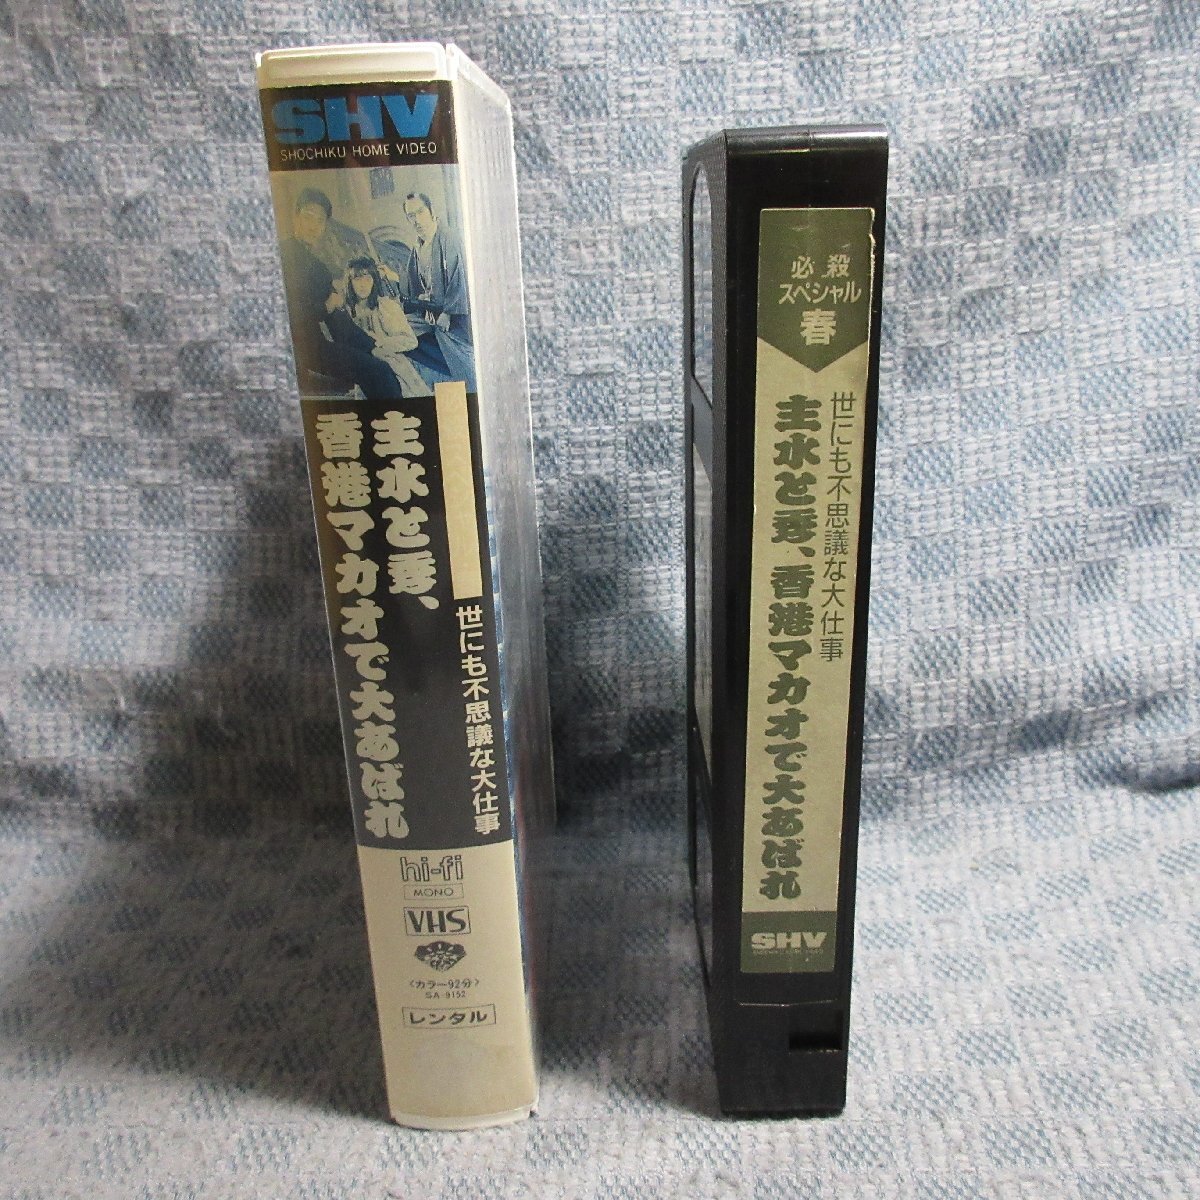 SHV
SHOCHIKU HOME VIDEO
世にも不思議な大仕事
主水と秀、
香港マカオで大あばれ
hi-fi
MONO
VHS
〈カラー92分〉
SA-9152
レンタル
必殺
スペシャル
春
世にも不思議な大仕事
主水と秀、香港マカオで大あばれ
SHV